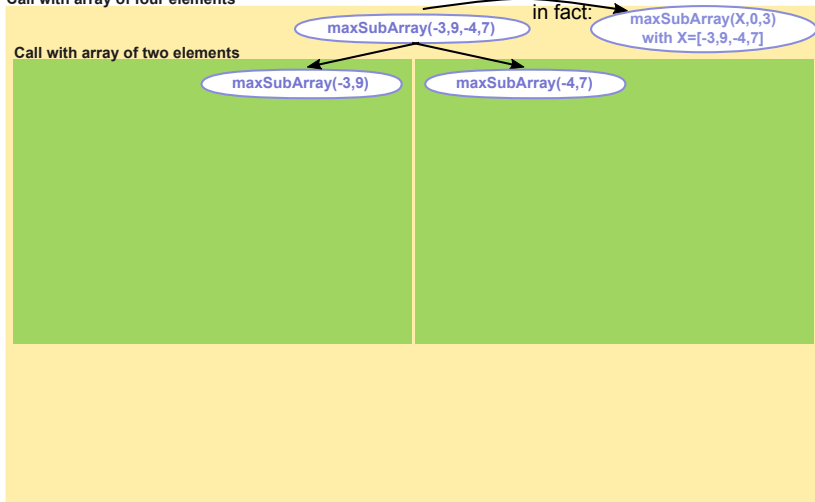 Call with array of four elements
in fact:
maxSubArray(X,0,3)
with X=[-3,9,-4,7]
maxSubArray(-3,9,-4,7)
Call with array of two elements
maxSubArray(-3,9)
maxSubArray(-4,7)